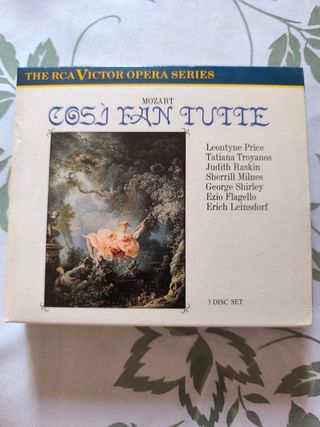 THE RCA VICTOR OPERA SERIES
MOZART
COSÌ FAN TUTTE
Leontyne Price
Tatiana Troyanos
Judith Raskin
Sherrill Milnes
George Shirley
Ezio Flagello
Erich Leinsdorf
3 DISC SET